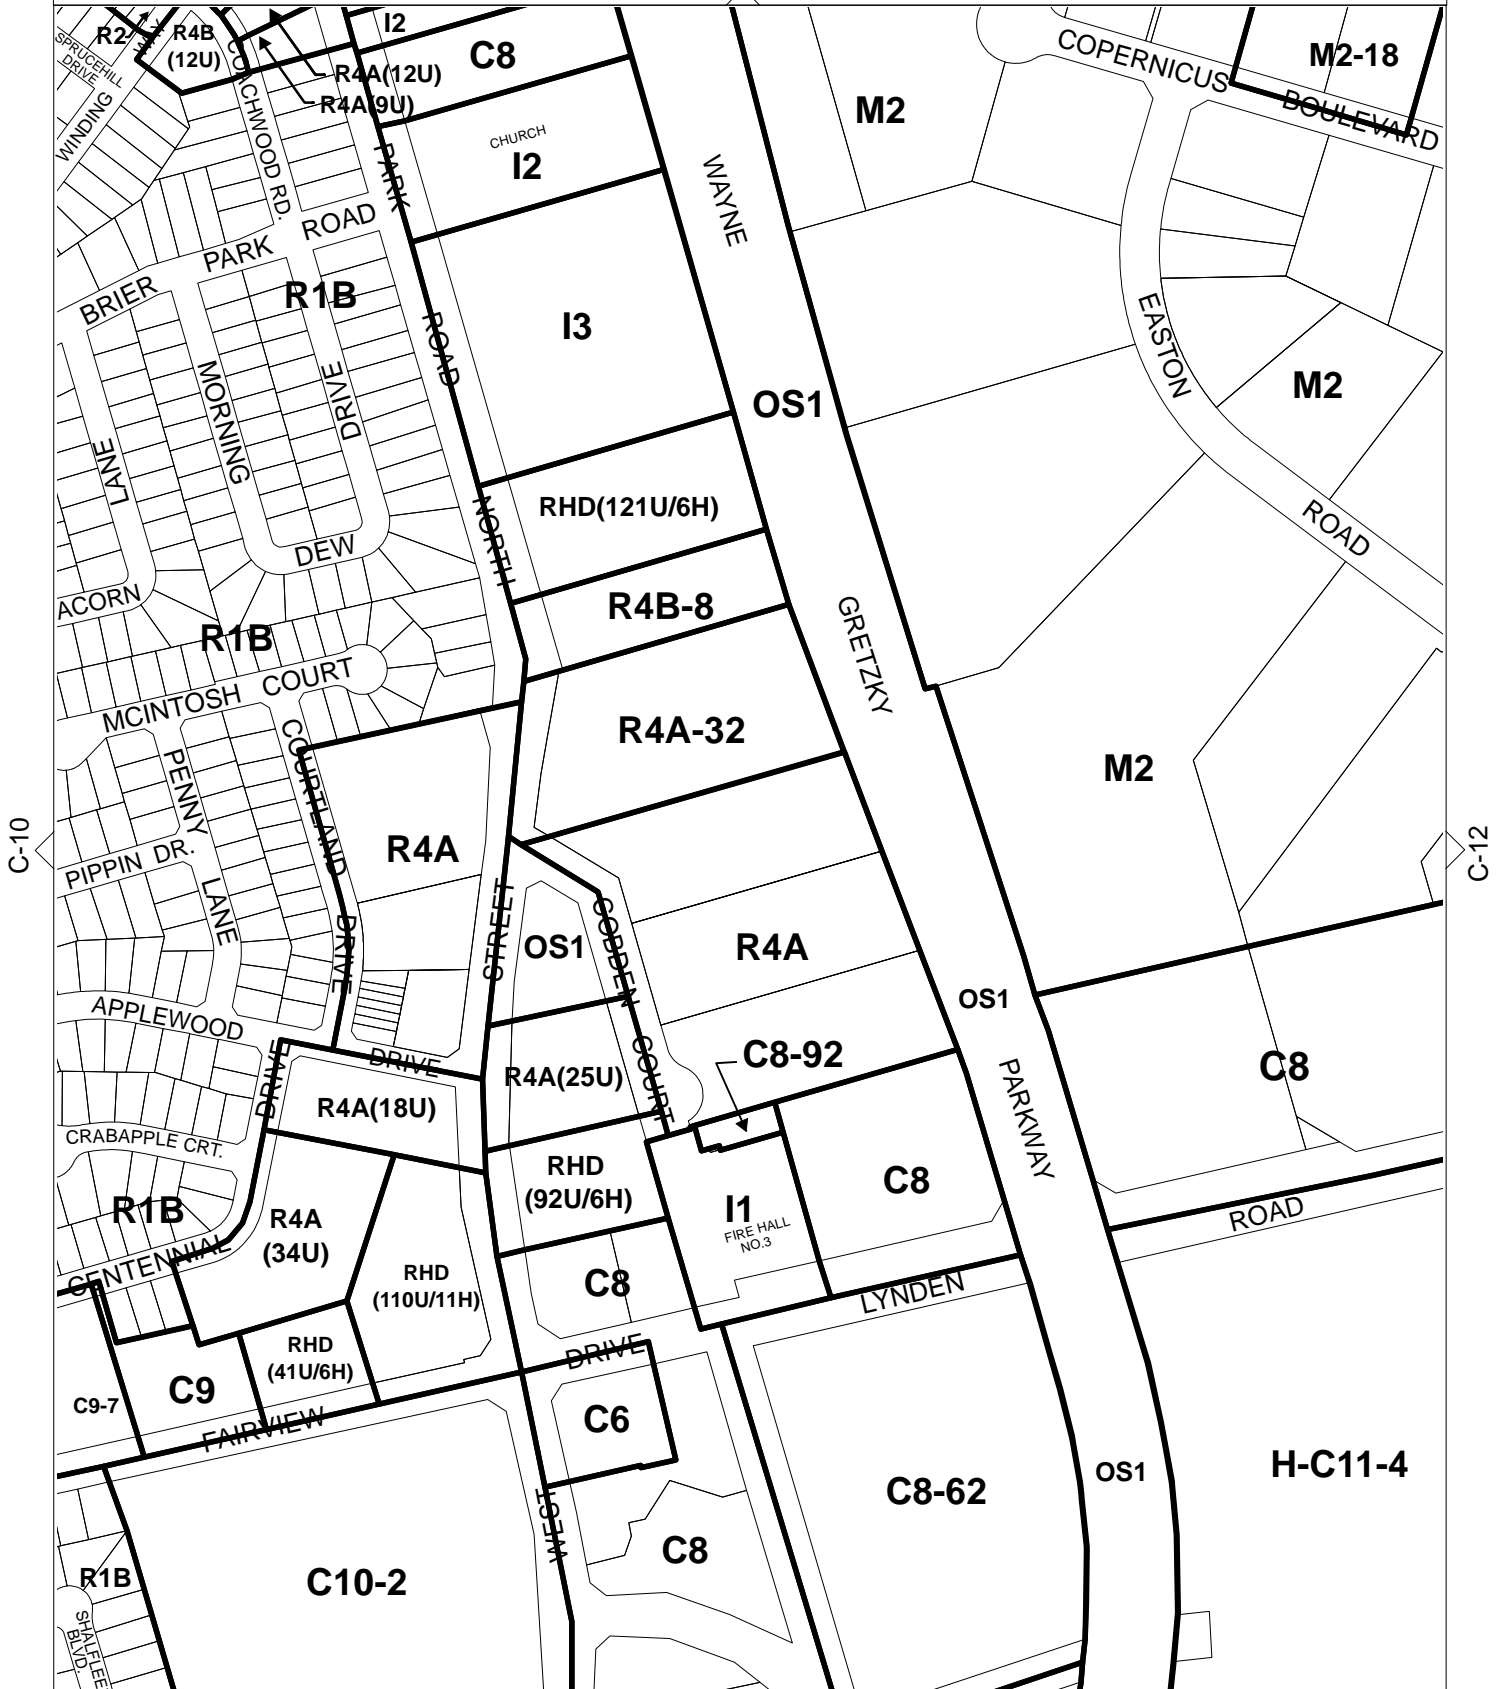 I2
R2
WAY
R4B
(12U)
SPRUCEHILL
DRIVE
C8
M2-18
COPERNICUS
BOULEVARD
R4A(12U)
R4A(9U)
M2
WINDING
COACHWOOD RD.
CHURCH
I2
PARK
WAYNE
PARK ROAD
BRIER
R1B
I3
ROAD
EASTON
M2
MORNING
DRIVE
OS1
LANE
RHD(121U/6H)
NORTH
ROAD
DEW
ACORN
R4B-8
R1B
GRETZKY
MCINTOSH COURT
R4A-32
COURTLAND
PENNY
M2
C-10
R4A
C-12
PIPPIN DR.
LANE
DRIVE
STREET
OS1
COBDEN
R4A
OS1
APPLEWOOD
COURT
C8-92
DRIVE
DRIVE
R4A(25U)
C8
R4A(18U)
PARKWAY
CRABAPPLE CRT.
RHD
(92U/6H)
C8
R1B
I1
FIRE HALL
NO.3
R4A
(34U)
ROAD
CENTENNIAL
RHD
(110U/11H)
C8
LYNDEN
RHD
(41U/6H)
DRIVE
C9
C9-7
C6
FAIRVIEW
H-C11-4
OS1
C8-62
WEST
C8
R1B
C10-2
BLVD.